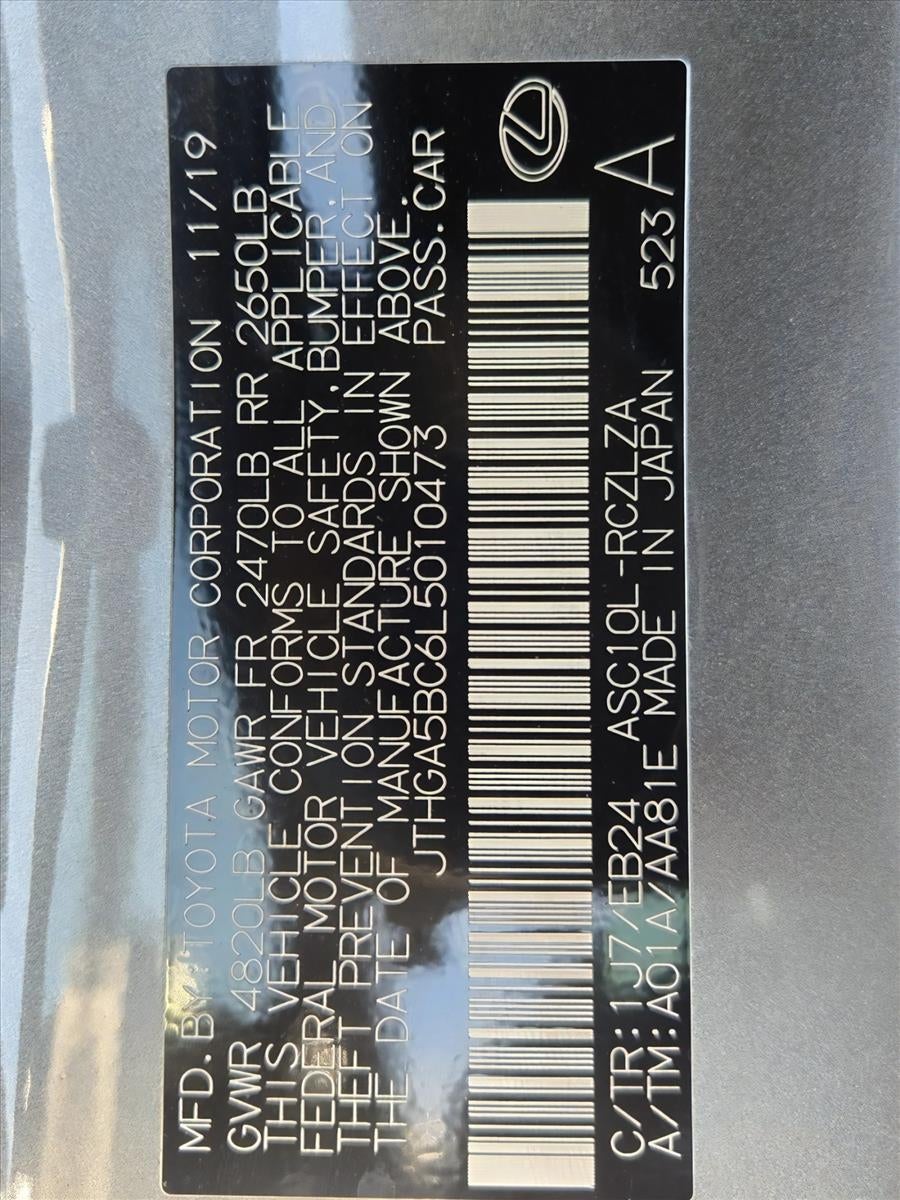 MFD. BY: TOYOTA MOTOR CORPORATION 11/19
GVWR 4820LB GAWR FR 2470LB RR 2650LB
THIS VEHICLE CONFORMS TO ALL APPLICABLE
FEDERAL MOTOR VEHICLE SAFETY, BUMPER, AND
THEFT PREVENTION STANDARDS IN EFFECT ON
THE DATE OF MANUFACTURE SHOWN ABOVE.
JTHGA5BC6L5010473 PASS. CAR
C/TR: 1J7/EB24 ASC10L-RCZLZA
A/TM: A01A/AA81E MADE IN JAPAN 523 A